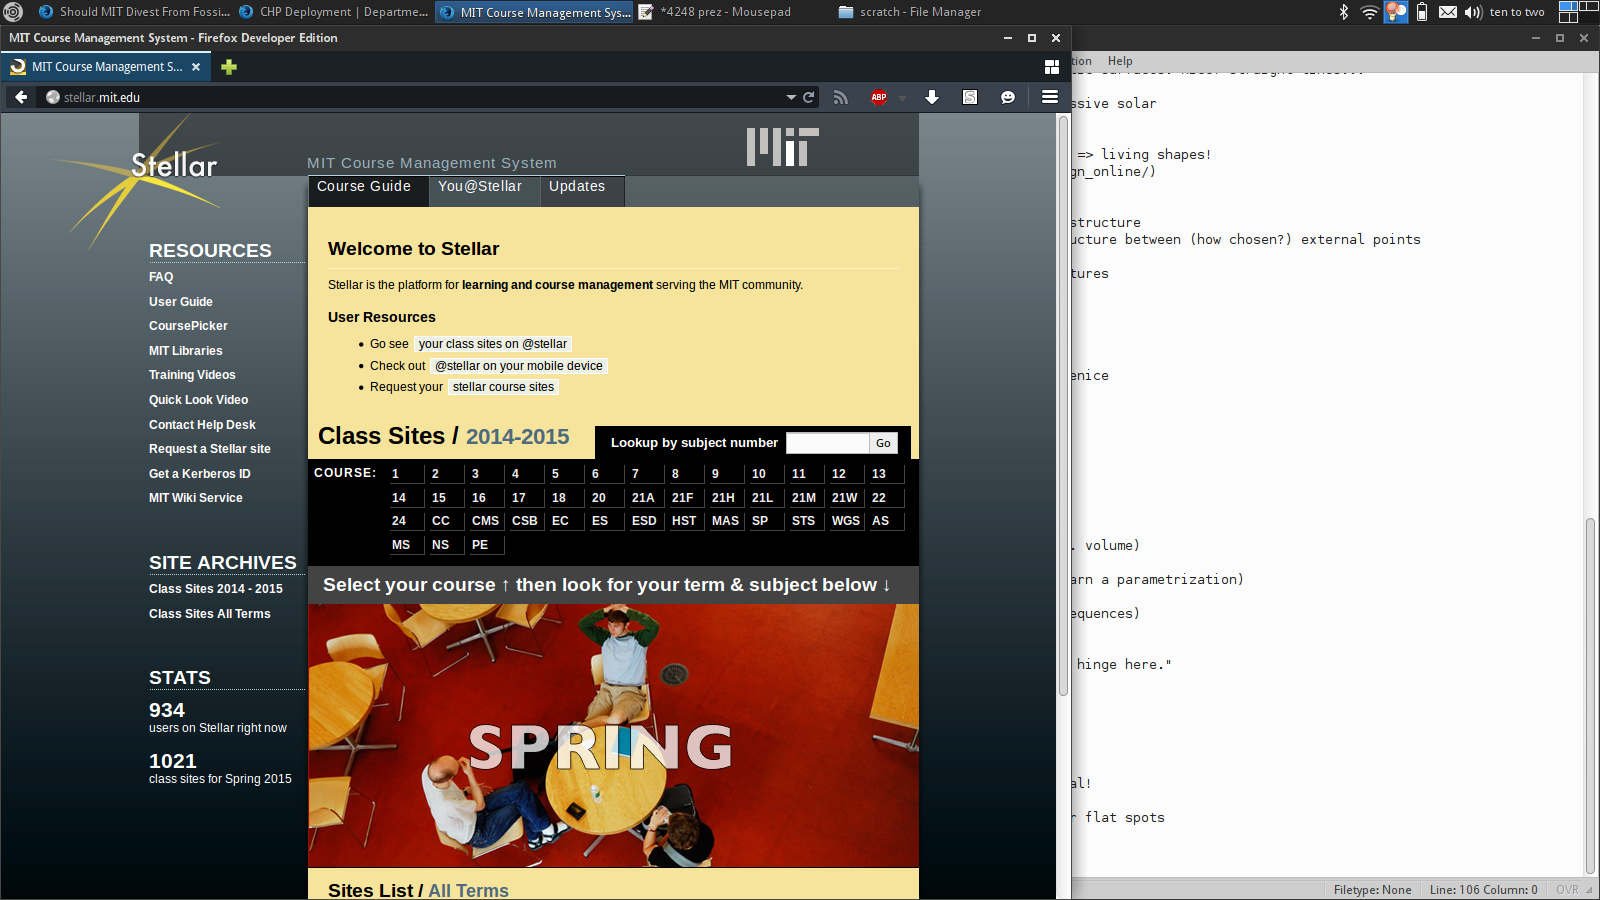 Should MIT Divest From Fossi...
CHP Deployment | Departme...
MIT Course Management Sys...
*4248 prez - Mousepad
scratch - File Manager
ten to two
MIT Course Management System - Firefox Developer Edition
MIT Course Management S...
stellar.mit.edu
ABP
S
Stellar
MIT Course Management System
MIT
Course Guide
You@Stellar
Updates
RESOURCES
FAQ
User Guide
CoursePicker
MIT Libraries
Training Videos
Quick Look Video
Contact Help Desk
Request a Stellar site
Get a Kerberos ID
MIT Wiki Service
SITE ARCHIVES
Class Sites 2014 - 2015
Class Sites All Terms
STATS
934
users on Stellar right now
1021
class sites for Spring 2015
Welcome to Stellar
Stellar is the platform for learning and course management serving the MIT community.
User Resources
• Go see your class sites on @stellar
• Check out @stellar on your mobile device
• Request your stellar course sites
Class Sites / 2014-2015
Lookup by subject number Go
COURSE: 1 2 3 4 5 6 7 8 9 10 11 12 13
14 15 16 17 18 20 21A 21F 21H 21L 21M 21W 22
24 CC CMS CSB EC ES ESD HST MAS SP STS WGS AS
MS NS PE
Select your course ↑ then look for your term & subject below ↓
SPRING
Sites List / All Terms
tion Help
ssive solar
=> living shapes!
gn_online/)
structure
ucture between (how chosen?) external points
tures
enice
. volume)
arn a parametrization)
equences)
hinge here."
al!
r flat spots
Filetype: None Line: 106 Column: 0 OVR